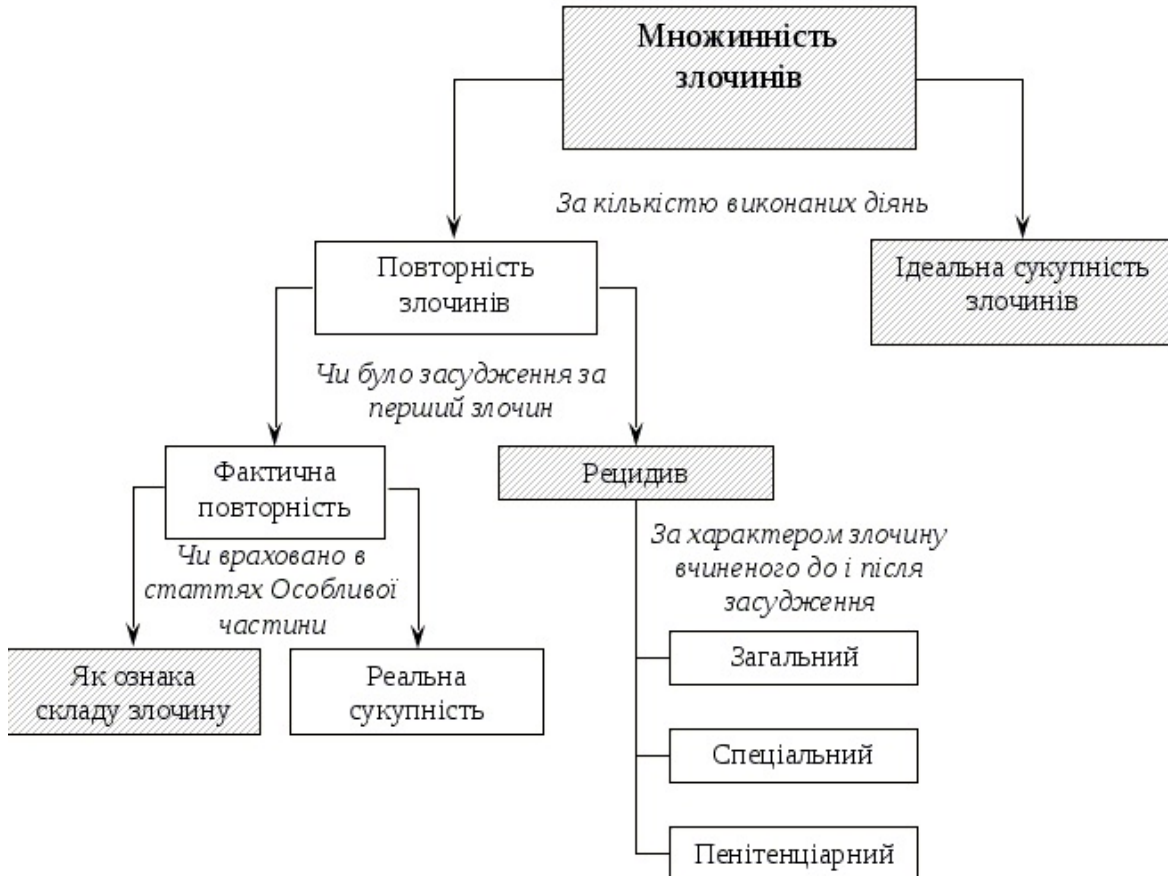 Множинність
злочинів
За кількістю виконаних діянь
Повторність
злочинів
Ідеальна сукупність
злочинів
Чи було засудження за
перший злочин
Фактична
повторність
Рецидив
Чи враховано в
статтях Особливої
частини
За характером злочину
вчиненого до і після
засудження
Як ознака
складу злочину
Реальна
сукупність
Загальний
Спеціальний
Пенітенціарний